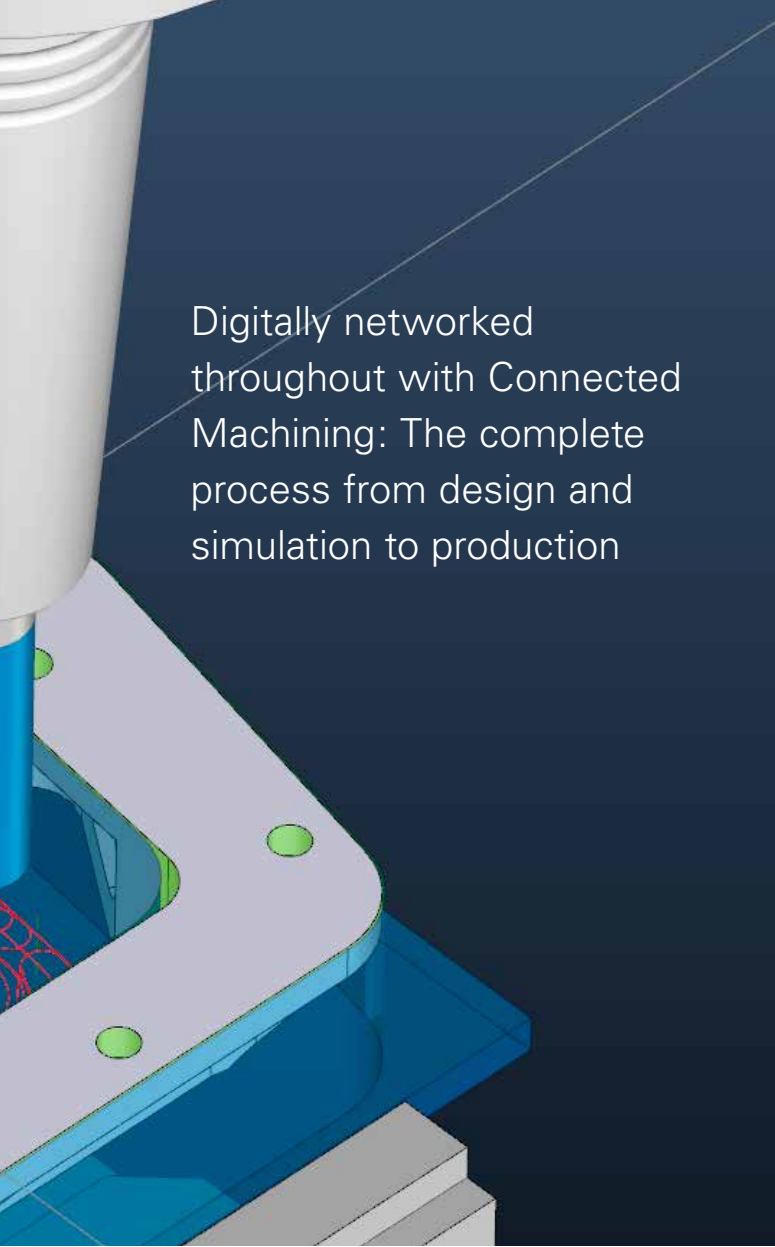 Digitally networked
throughout with Connected
Machining: The complete
process from design and
simulation to production